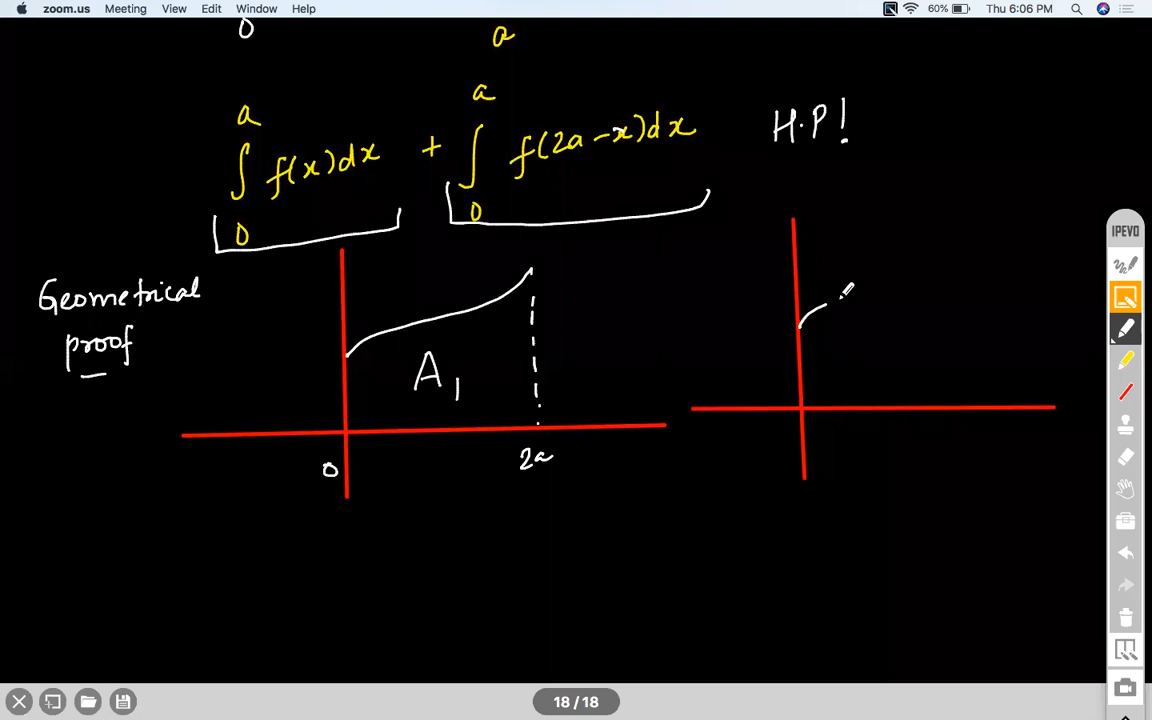 zoom.us Meeting View Edit Window Help 60% Thu 6:06 PM
0 a
a a
∫ f(x)dx + ∫ f(2a-x)dx H.P!
0 0
IPEVO
Geometrical
proof
A1
0 2a
18 / 18